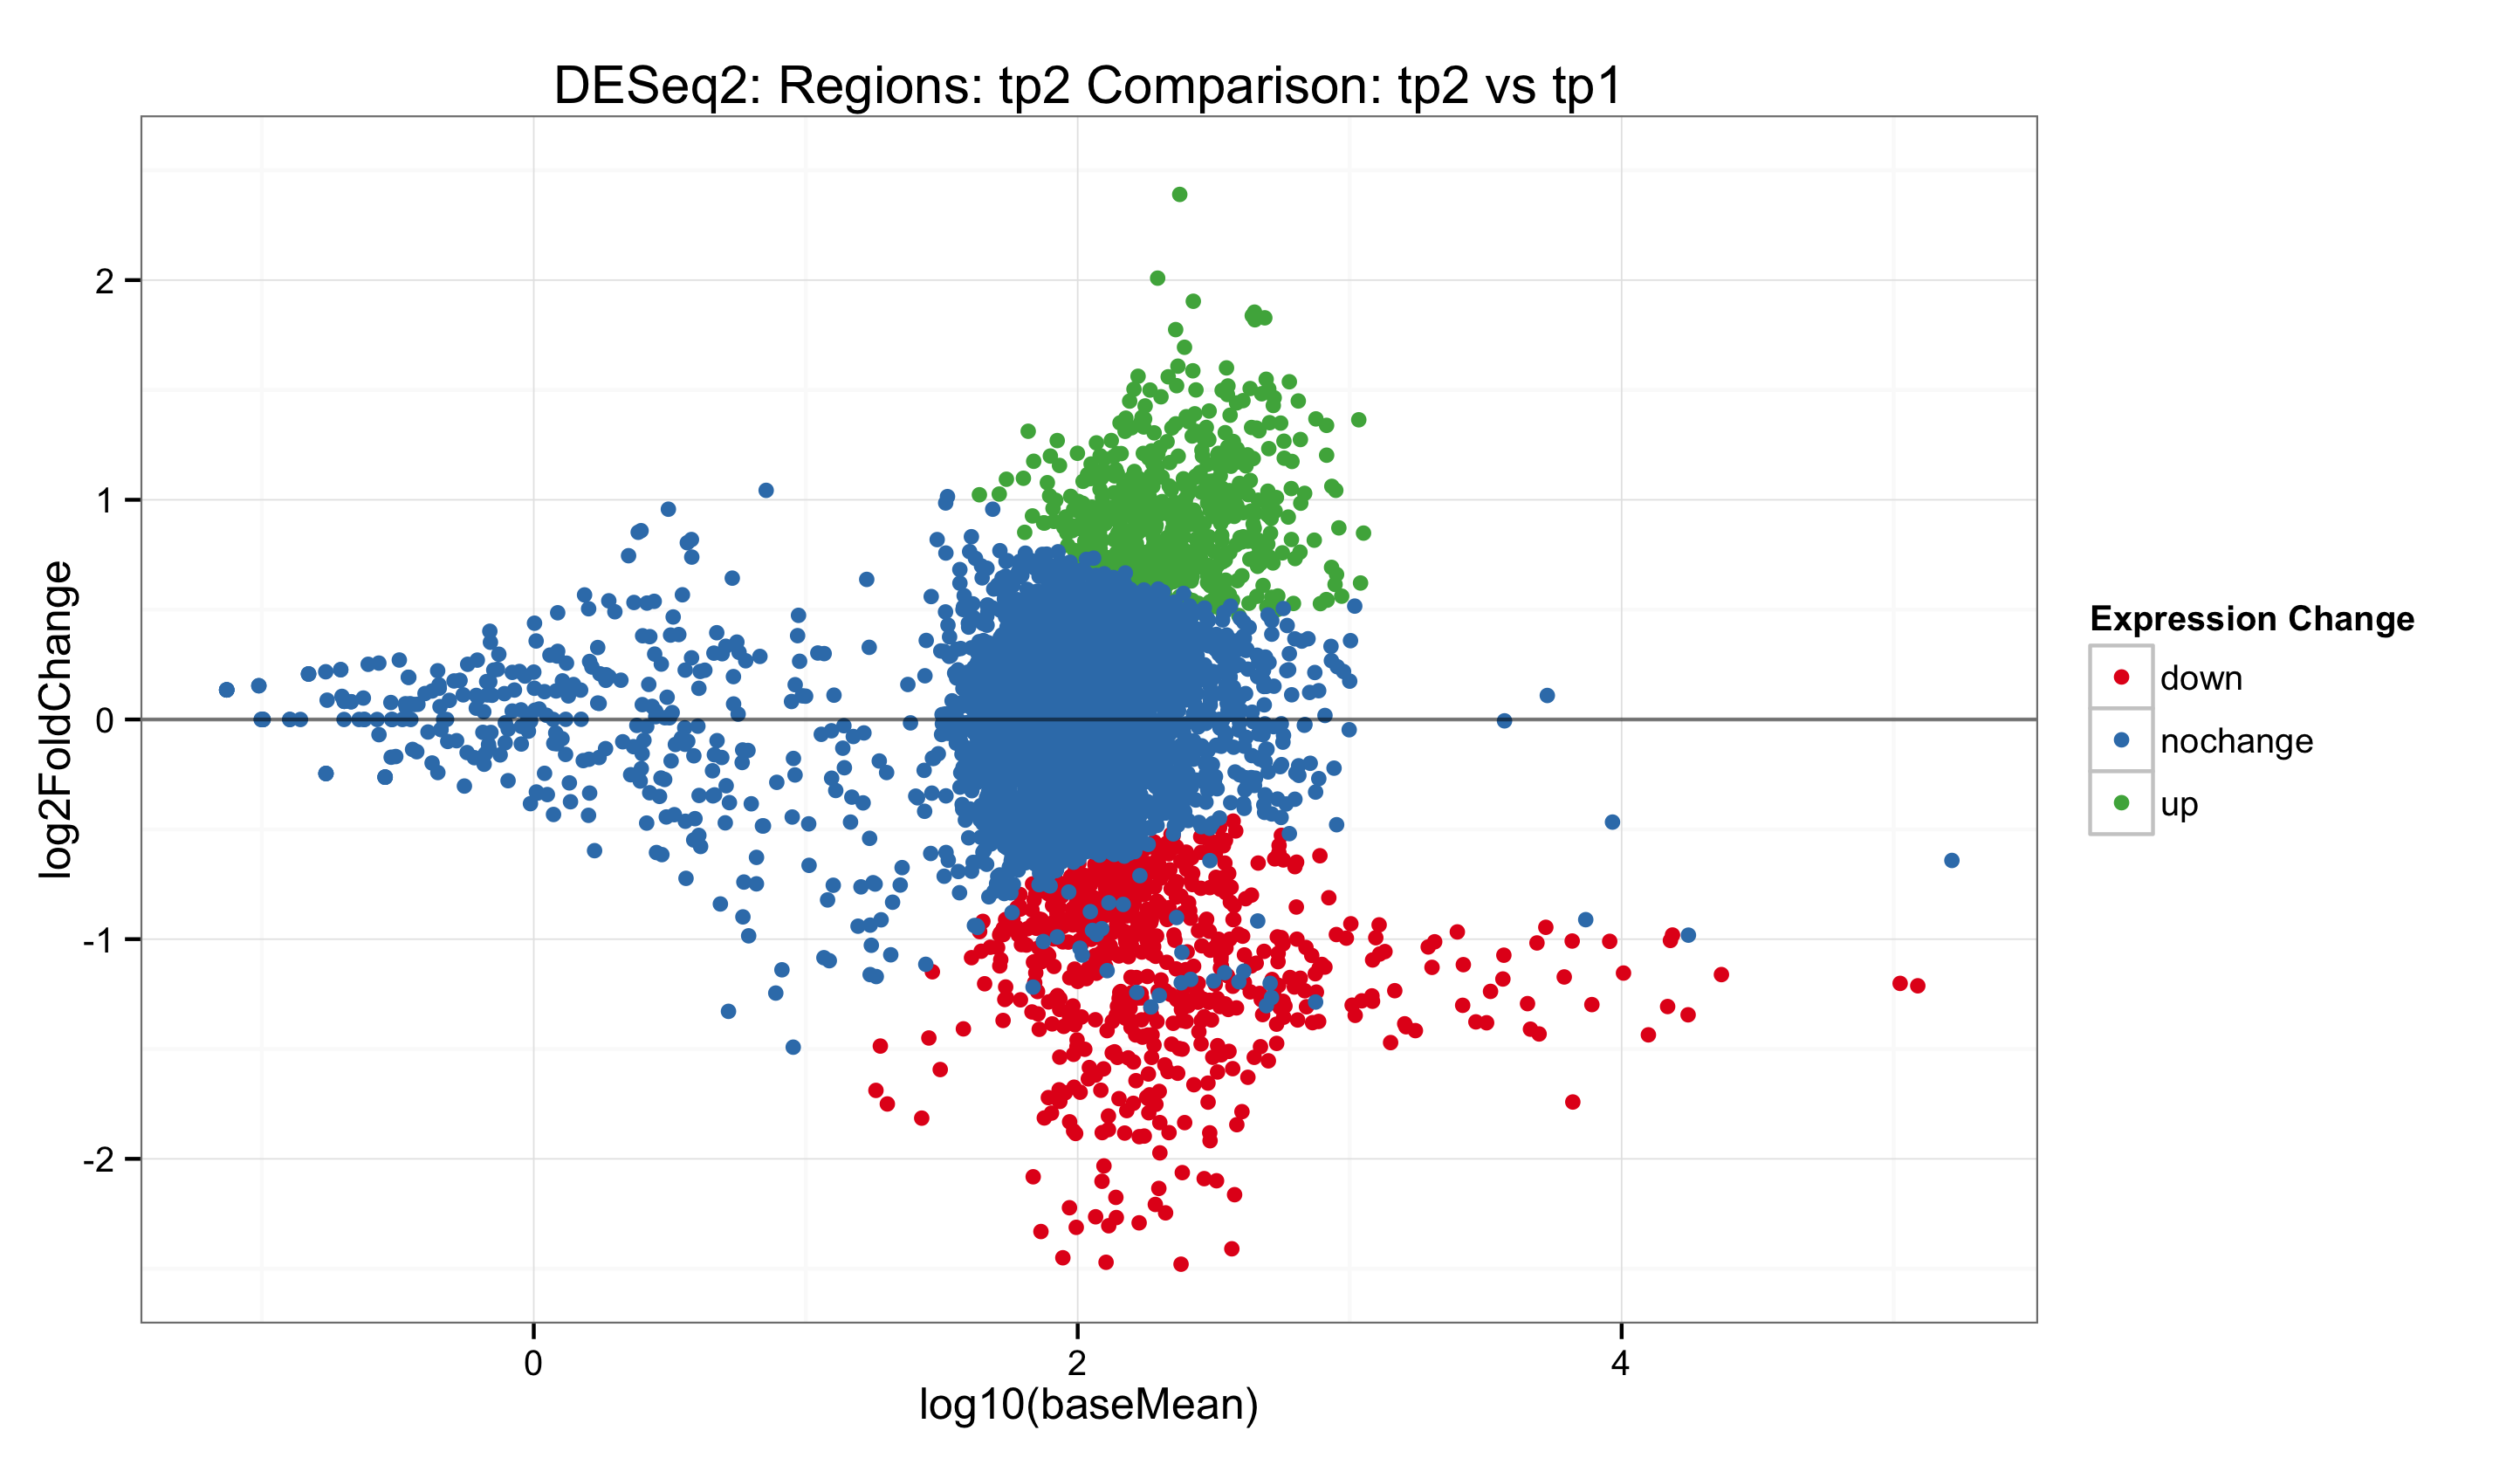 DESeq2: Regions: tp2 Comparison: tp2 vs tp1
log2FoldChange
2
1
0
-1
-2
0
2
4
log10(baseMean)
Expression Change
down
nochange
up